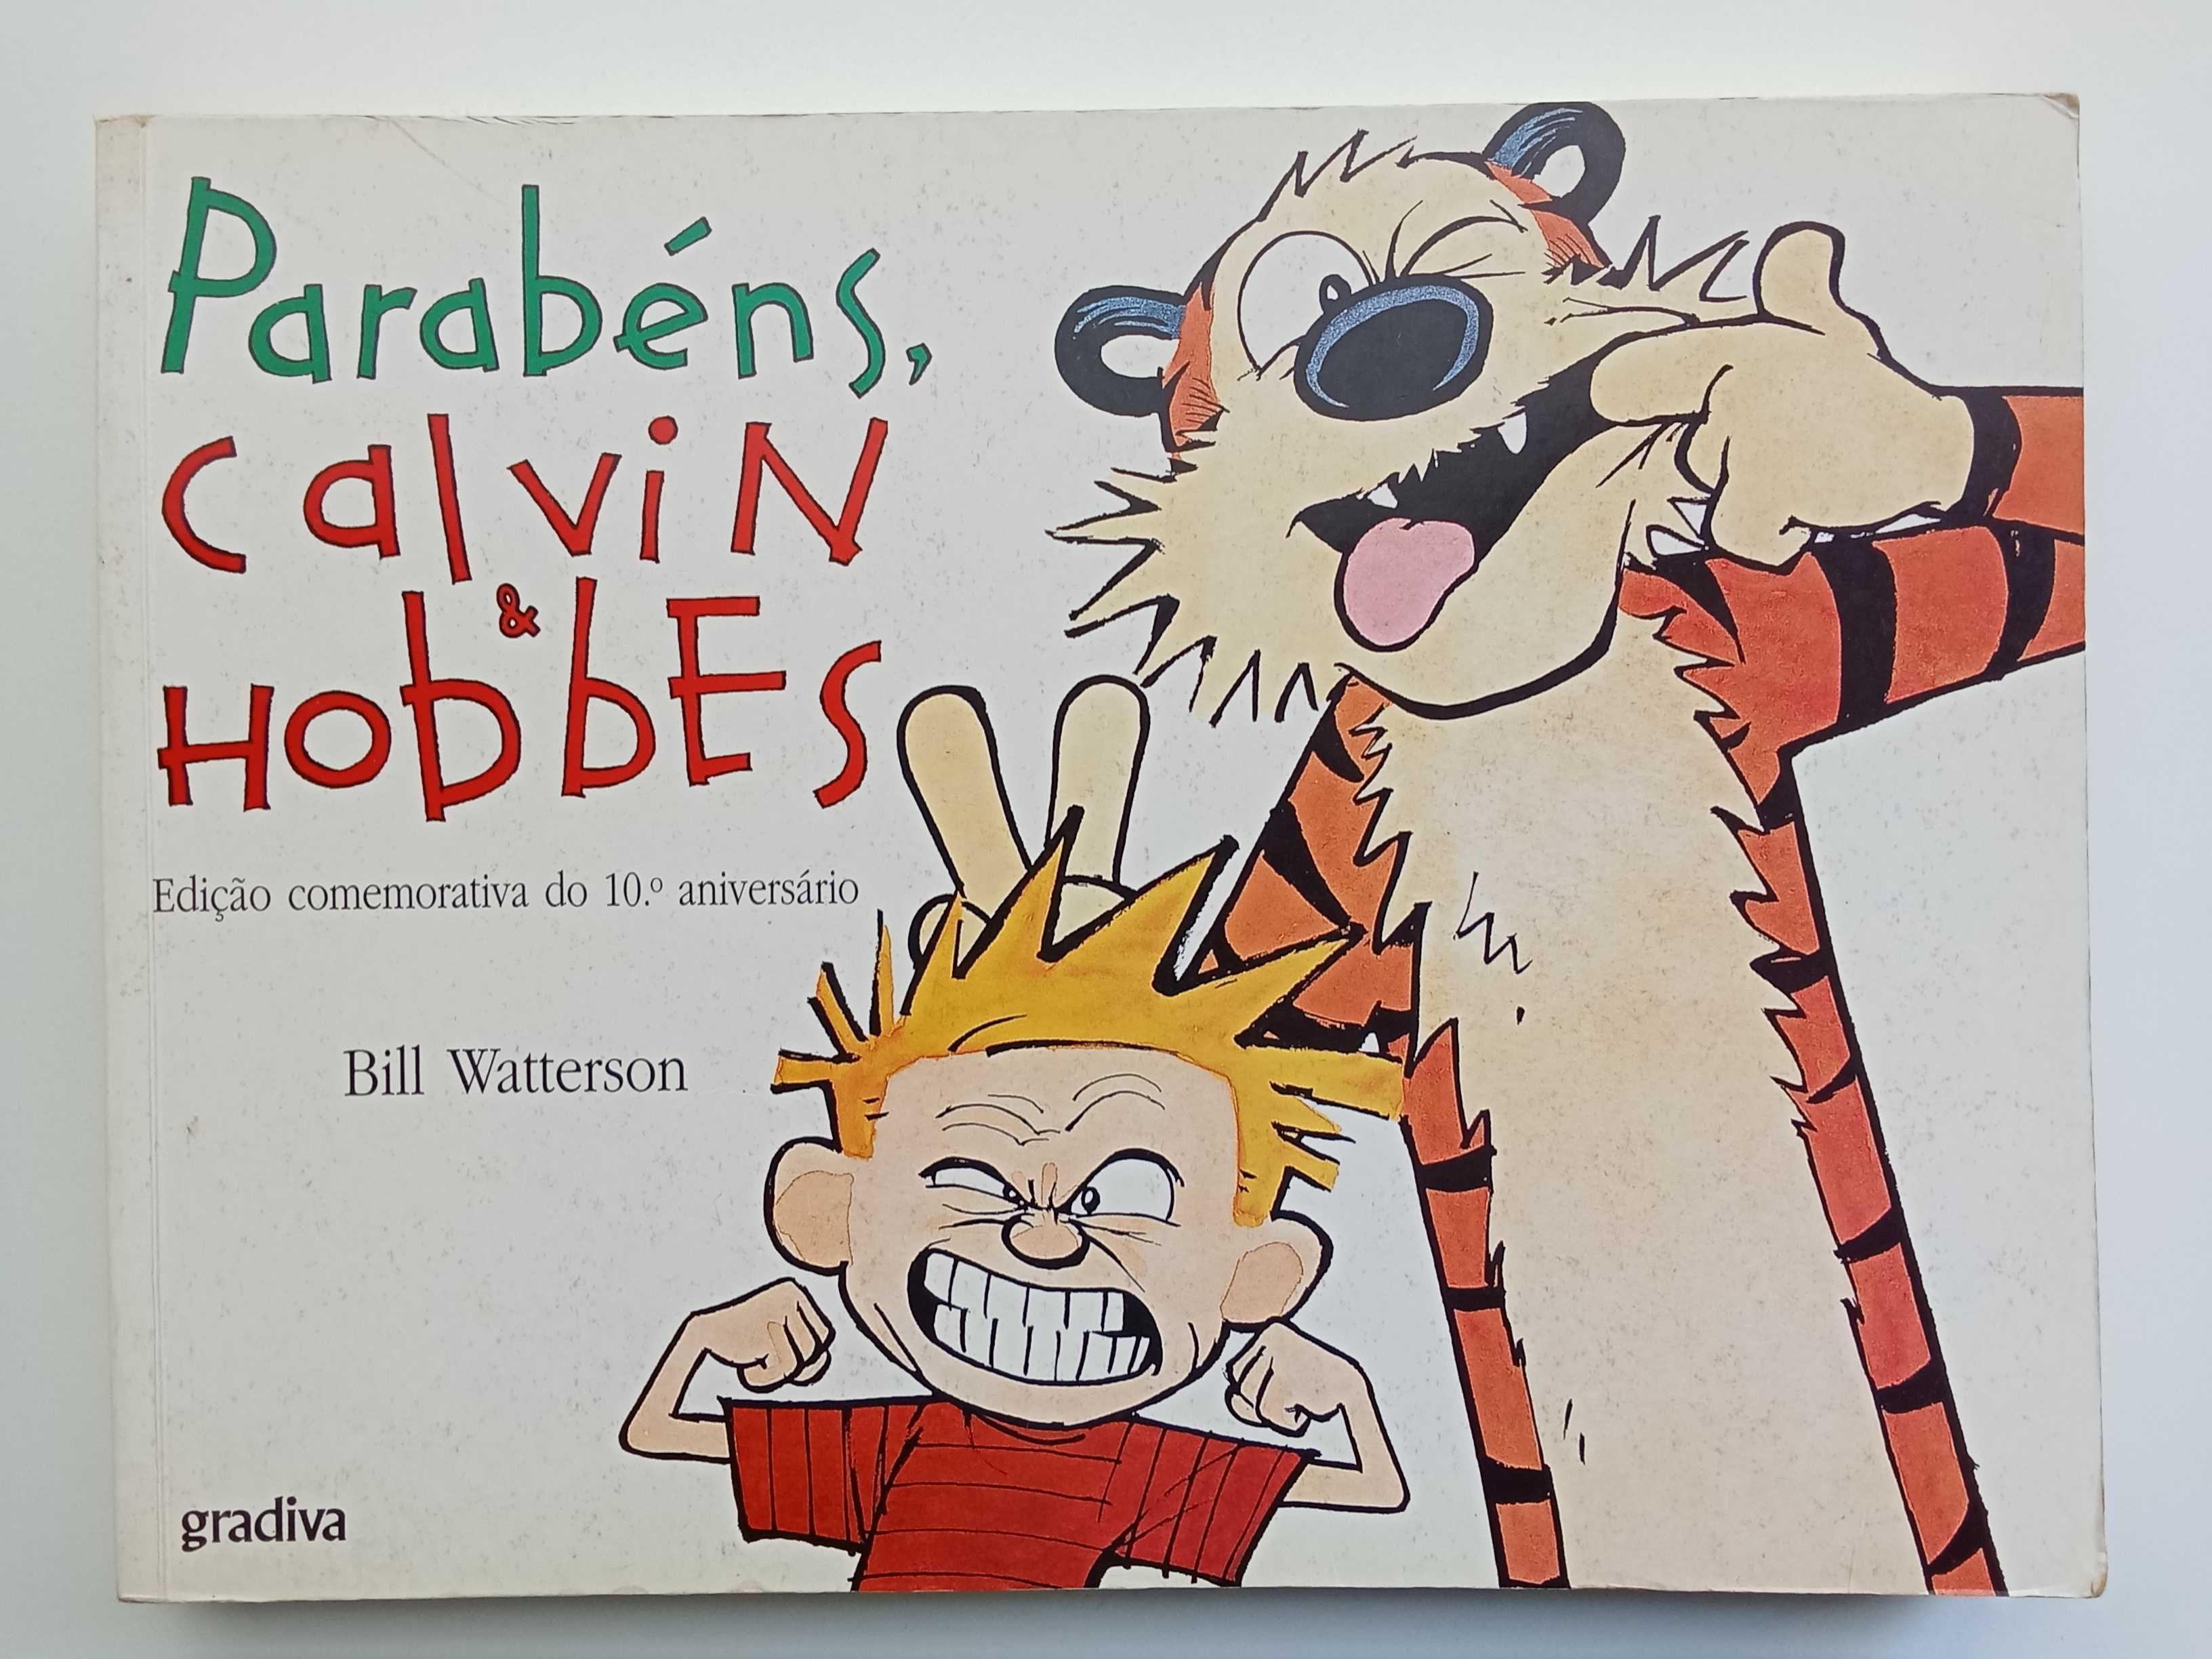 Parabéns,
CalviN
&
HobbEs
Edição comemorativa do 10.º aniversário
Bill Watterson
gradiva